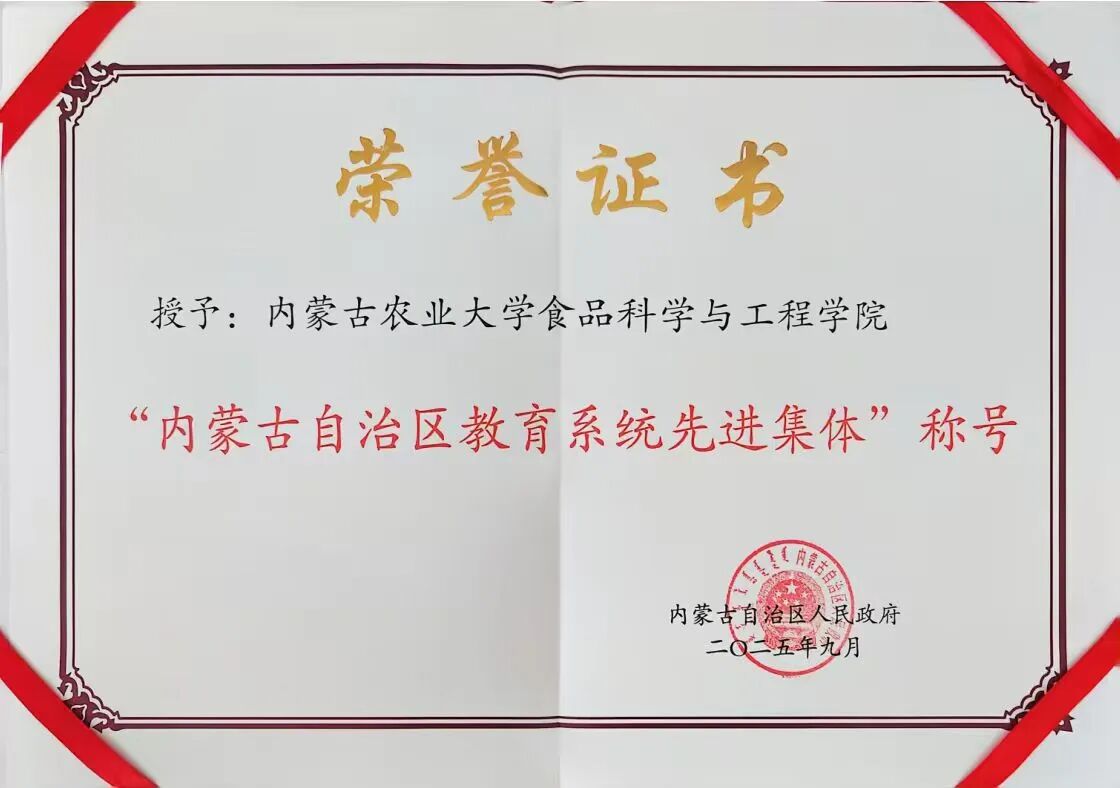 荣誉证书
授予：内蒙古农业大学食品科学与工程学院
“内蒙古自治区教育系统先进集体”称号
内蒙古自治区人民政府
二〇二五年九月